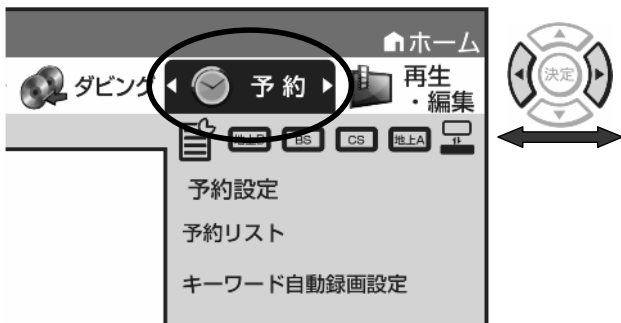 ホーム
ダビング
予約
再生
・編集
決定
地上D BS CS 地上A
予約設定
予約リスト
キーワード自動録画設定